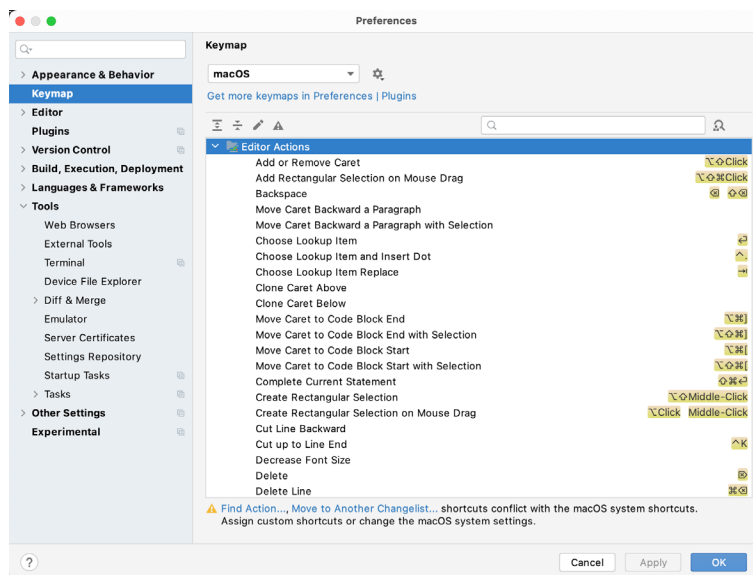 Preferences
Keymap
Appearance & Behavior
Keymap
Editor
Plugins
Version Control
Build, Execution, Deployment
Languages & Frameworks
Tools
Web Browsers
External Tools
Terminal
Device File Explorer
Diff & Merge
Emulator
Server Certificates
Settings Repository
Startup Tasks
Tasks
Other Settings
Experimental
macOS
Get more keymaps in Preferences | Plugins
Editor Actions
Add or Remove Caret ⌥⇧Click
Add Rectangular Selection on Mouse Drag ⌥⇧⌘Click
Backspace ⌫ ⇧⌫
Move Caret Backward a Paragraph
Move Caret Backward a Paragraph with Selection
Choose Lookup Item ⏎
Choose Lookup Item and Insert Dot ^.
Choose Lookup Item Replace ⇥
Clone Caret Above
Clone Caret Below
Move Caret to Code Block End ⌥⌘]
Move Caret to Code Block End with Selection ⌥⇧⌘]
Move Caret to Code Block Start ⌥⌘[
Move Caret to Code Block Start with Selection ⌥⇧⌘[
Complete Current Statement ⇧⌘⏎
Create Rectangular Selection ⌥⇧Middle-Click
Create Rectangular Selection on Mouse Drag ⌥Click Middle-Click
Cut Line Backward
Cut up to Line End ^K
Decrease Font Size
Delete ⌦
Delete Line ⌘⌫
Find Action..., Move to Another Changelist... shortcuts conflict with the macOS system shortcuts.
Assign custom shortcuts or change the macOS system settings.
?
Cancel
Apply
OK